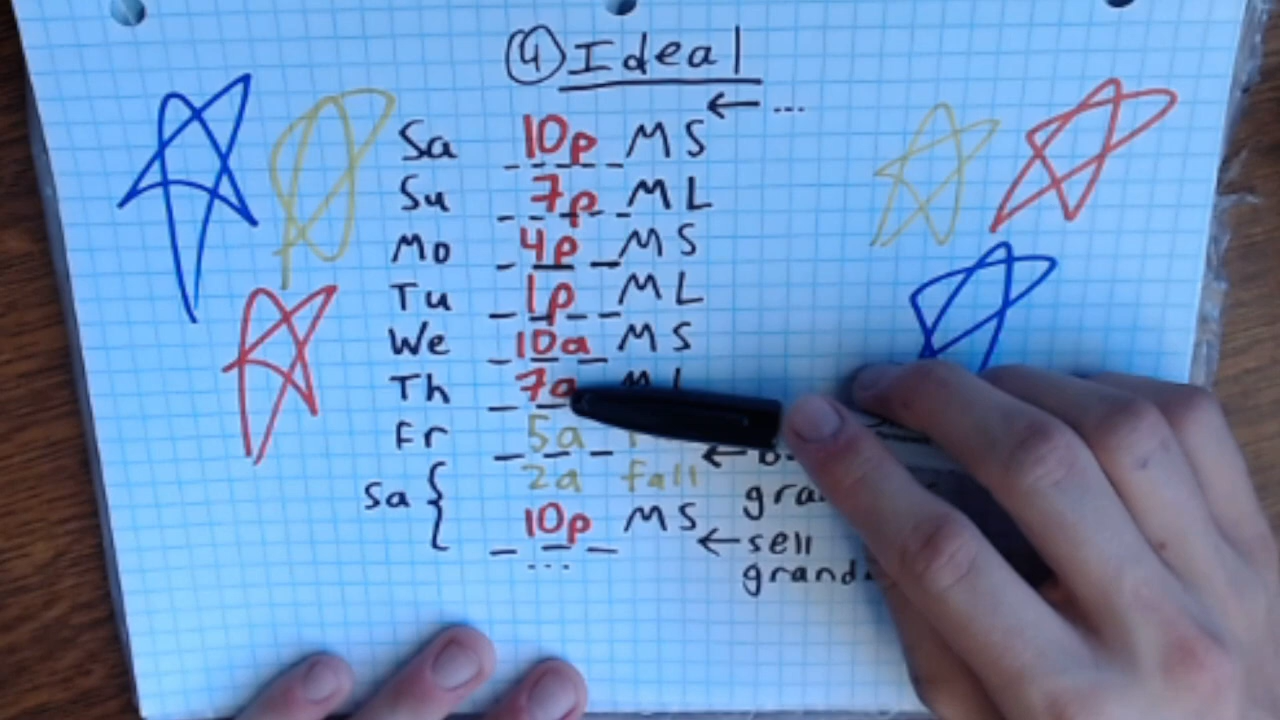 ④ Ideal
← ...
Sa 10p MS
Su 7p ML
Mo 4p MS
Tu 1p ML
We 10a MS
Th 7a ML
Fr 5a
←
2a fall
Sa {
10p MS
← sell
...